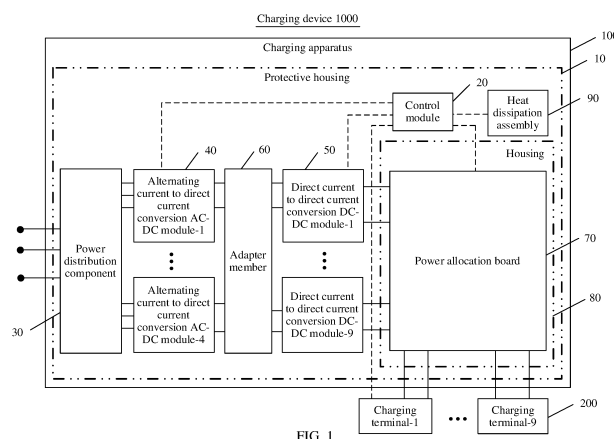 Charging device 1000
100
Charging apparatus
10
Protective housing
20
90
Control
module
Heat
dissipation
assembly
40
60
50
Housing
Alternating
current to direct
current
conversion AC-
DC module-1
Direct current
to direct current
conversion DC-
DC module-1
Power
distribution
component
Adapter
member
Power allocation board
70
80
Alternating
current to direct
current
conversion AC-
DC module-4
Direct current
to direct current
conversion DC-
DC module-9
30
Charging
terminal-1
Charging
terminal-9
200
FIG. 1